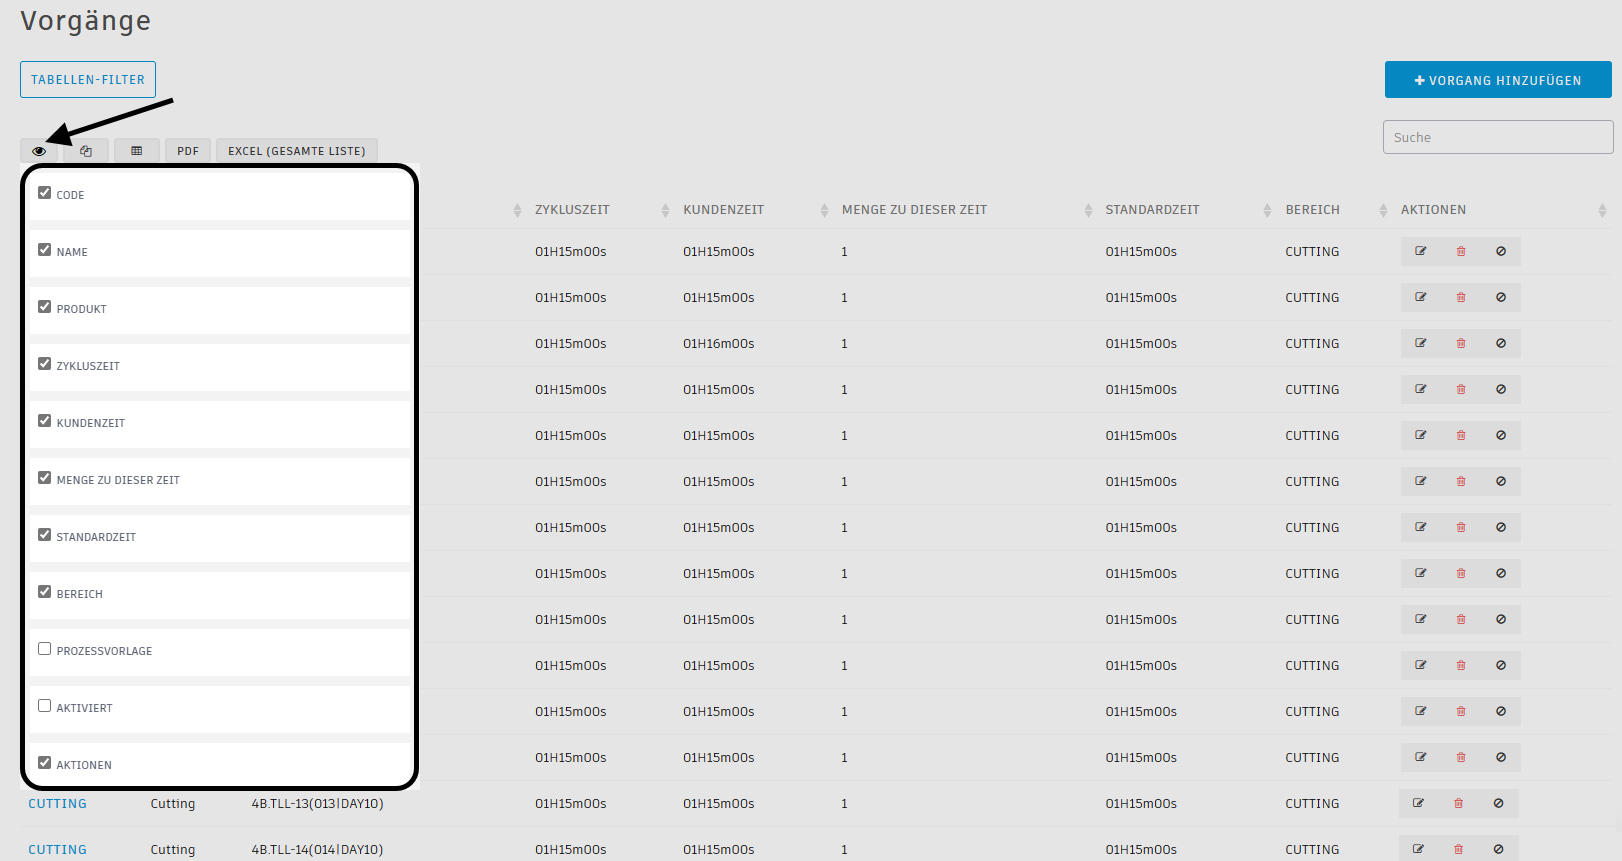 Vorgänge
TABELLEN-FILTER
VORGANG HINZUFÜGEN
Suche
PDF EXCEL (GESAMTE LISTE)
CODE
NAME
PRODUKT
ZYKLUSZEIT
KUNDENZEIT
MENGE ZU DIESER ZEIT
STANDARDZEIT
BEREICH
PROZESSVORLAGE
AKTIVIERT
AKTIONEN
ZYKLUSZEIT KUNDENZEIT MENGE ZU DIESER ZEIT STANDARDZEIT BEREICH AKTIONEN
01H15m00s 01H15m00s 1 01H15m00s CUTTING
01H15m00s 01H15m00s 1 01H15m00s CUTTING
01H15m00s 01H16m00s 1 01H15m00s CUTTING
01H15m00s 01H15m00s 1 01H15m00s CUTTING
01H15m00s 01H15m00s 1 01H15m00s CUTTING
01H15m00s 01H15m00s 1 01H15m00s CUTTING
01H15m00s 01H15m00s 1 01H15m00s CUTTING
01H15m00s 01H15m00s 1 01H15m00s CUTTING
01H15m00s 01H15m00s 1 01H15m00s CUTTING
01H15m00s 01H15m00s 1 01H15m00s CUTTING
01H15m00s 01H15m00s 1 01H15m00s CUTTING
01H15m00s 01H15m00s 1 01H15m00s CUTTING
CUTTING Cutting 4B.TLL-13(013|DAY10) 01H15m00s 01H15m00s 1 01H15m00s CUTTING
CUTTING Cutting 4B.TLL-14(014|DAY10) 01H15m00s 01H15m00s 1 01H15m00s CUTTING